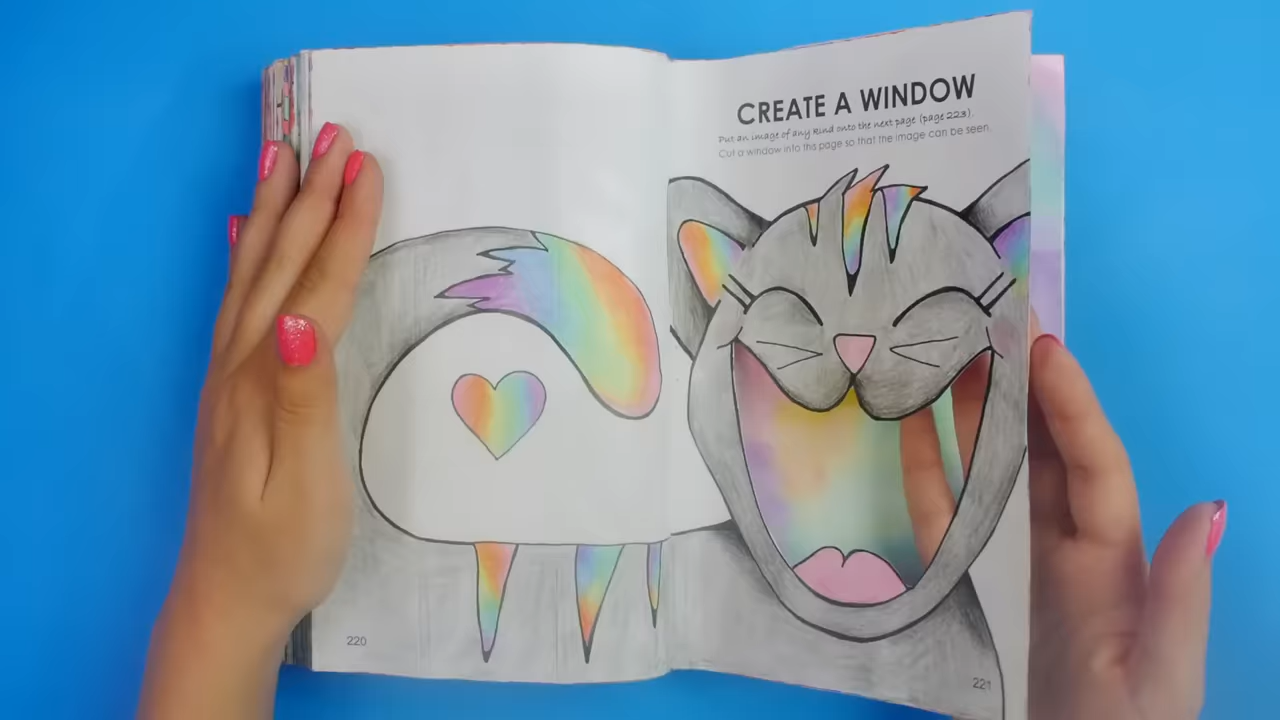 CREATE A WINDOW
Put an image of any kind onto the next page (page 223).
Cut a window into this page so that the image can be seen.
220
221